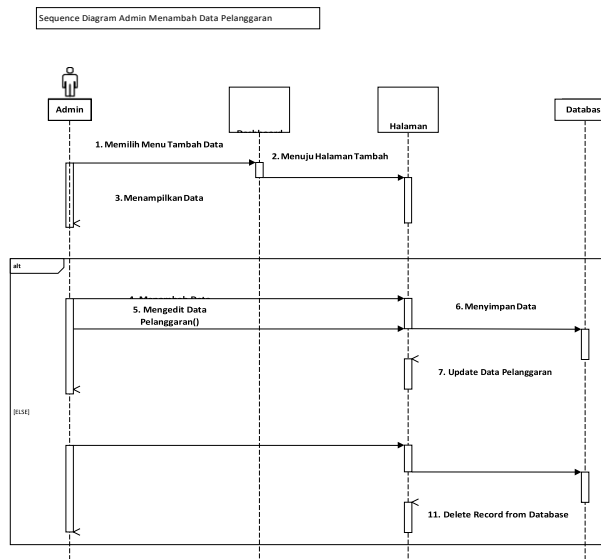 Sequence Diagram Admin Menambah Data Pelanggaran
Admin
Halaman
Databas
1. Memilih Menu Tambah Data
2. Menuju Halaman Tambah
3. Menampilkan Data
alt
5. Mengedit Data
Pelanggaran()
6. Menyimpan Data
7. Update Data Pelanggaran
[ELSE]
11. Delete Record from Database